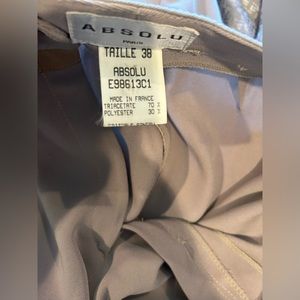 ABSOLU
PARIS
TAILLE 38
ABSOLU
E98613C1
MADE IN FRANCE
TRIACETATE 70 %
POLYESTER 30 %